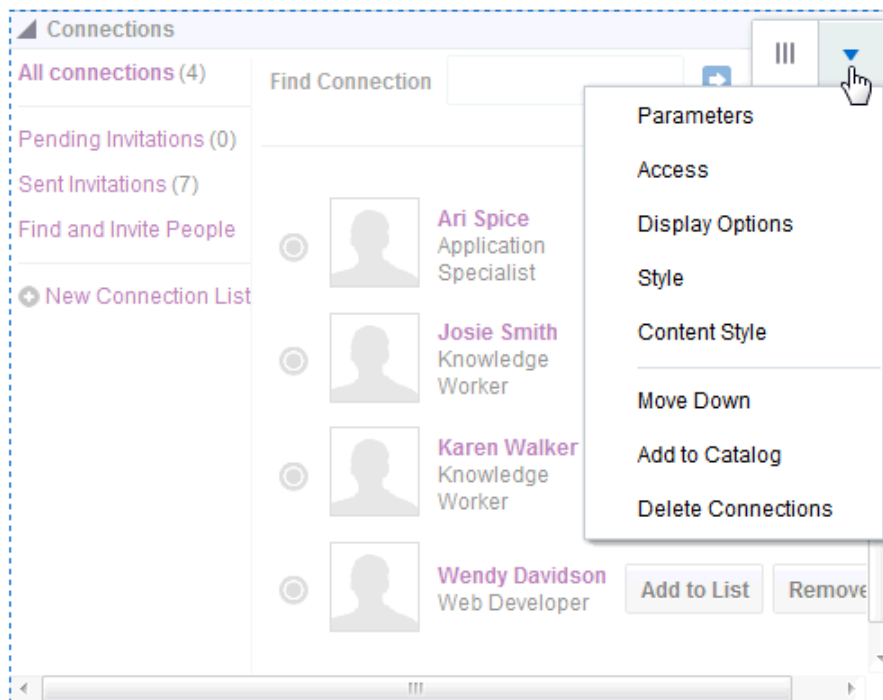 Connections
All connections (4)
Pending Invitations (0)
Sent Invitations (7)
Find and Invite People
New Connection List
Find Connection
Ari Spice
Application
Specialist
Josie Smith
Knowledge
Worker
Karen Walker
Knowledge
Worker
Wendy Davidson
Web Developer
Add to List
Remove
Parameters
Access
Display Options
Style
Content Style
Move Down
Add to Catalog
Delete Connections